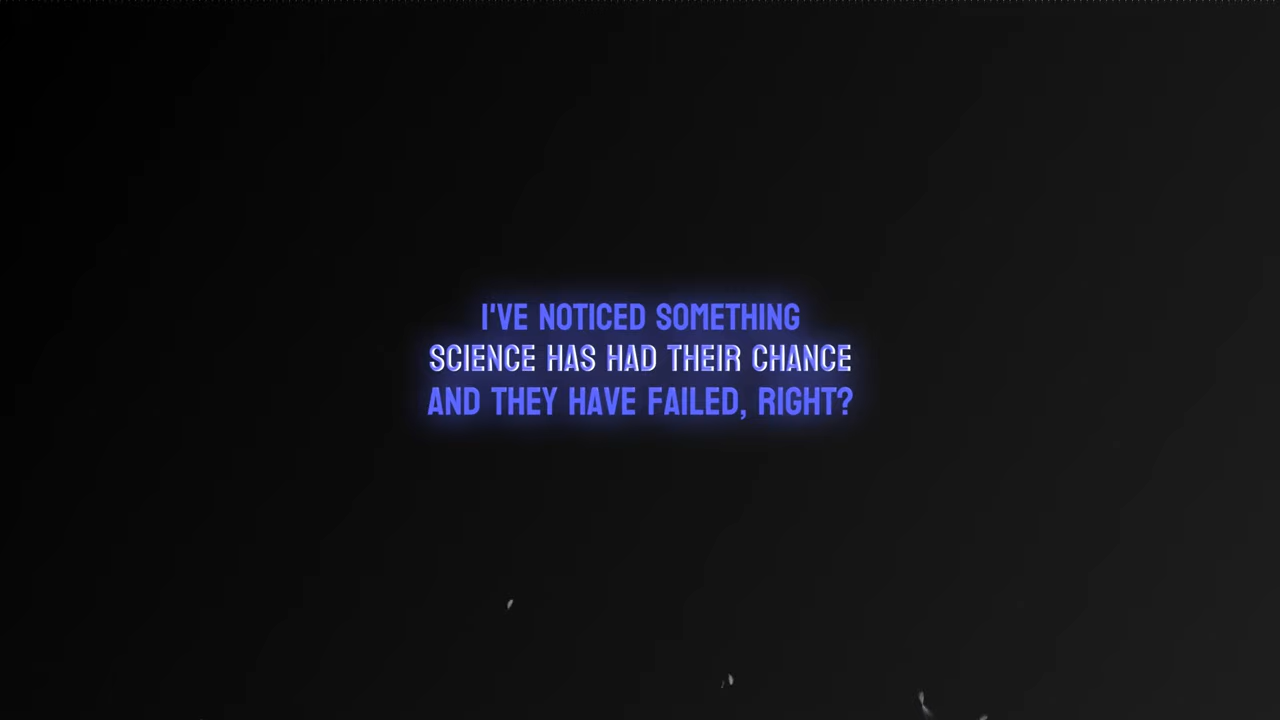 I'VE NOTICED SOMETHING
SCIENCE HAS HAD THEIR CHANCE
AND THEY HAVE FAILED, RIGHT?